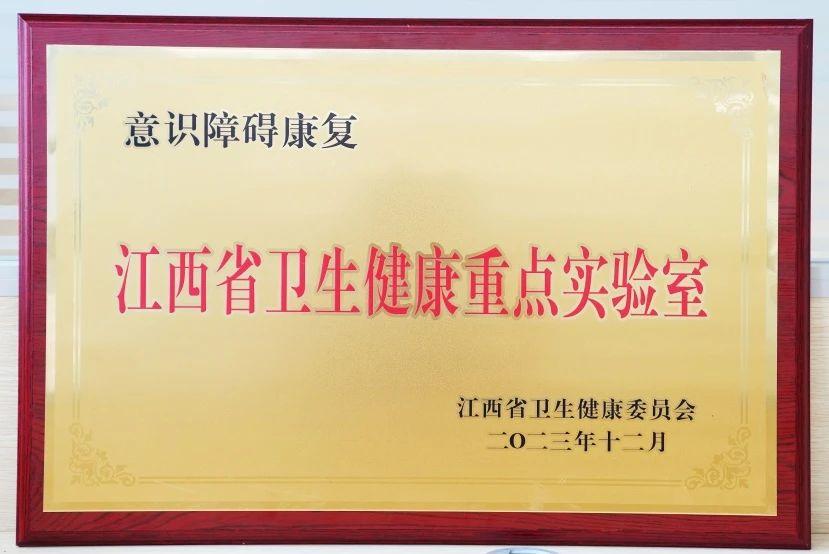 意识障碍康复
江西省卫生健康重点实验室
江西省卫生健康委员会
二〇二三年十二月